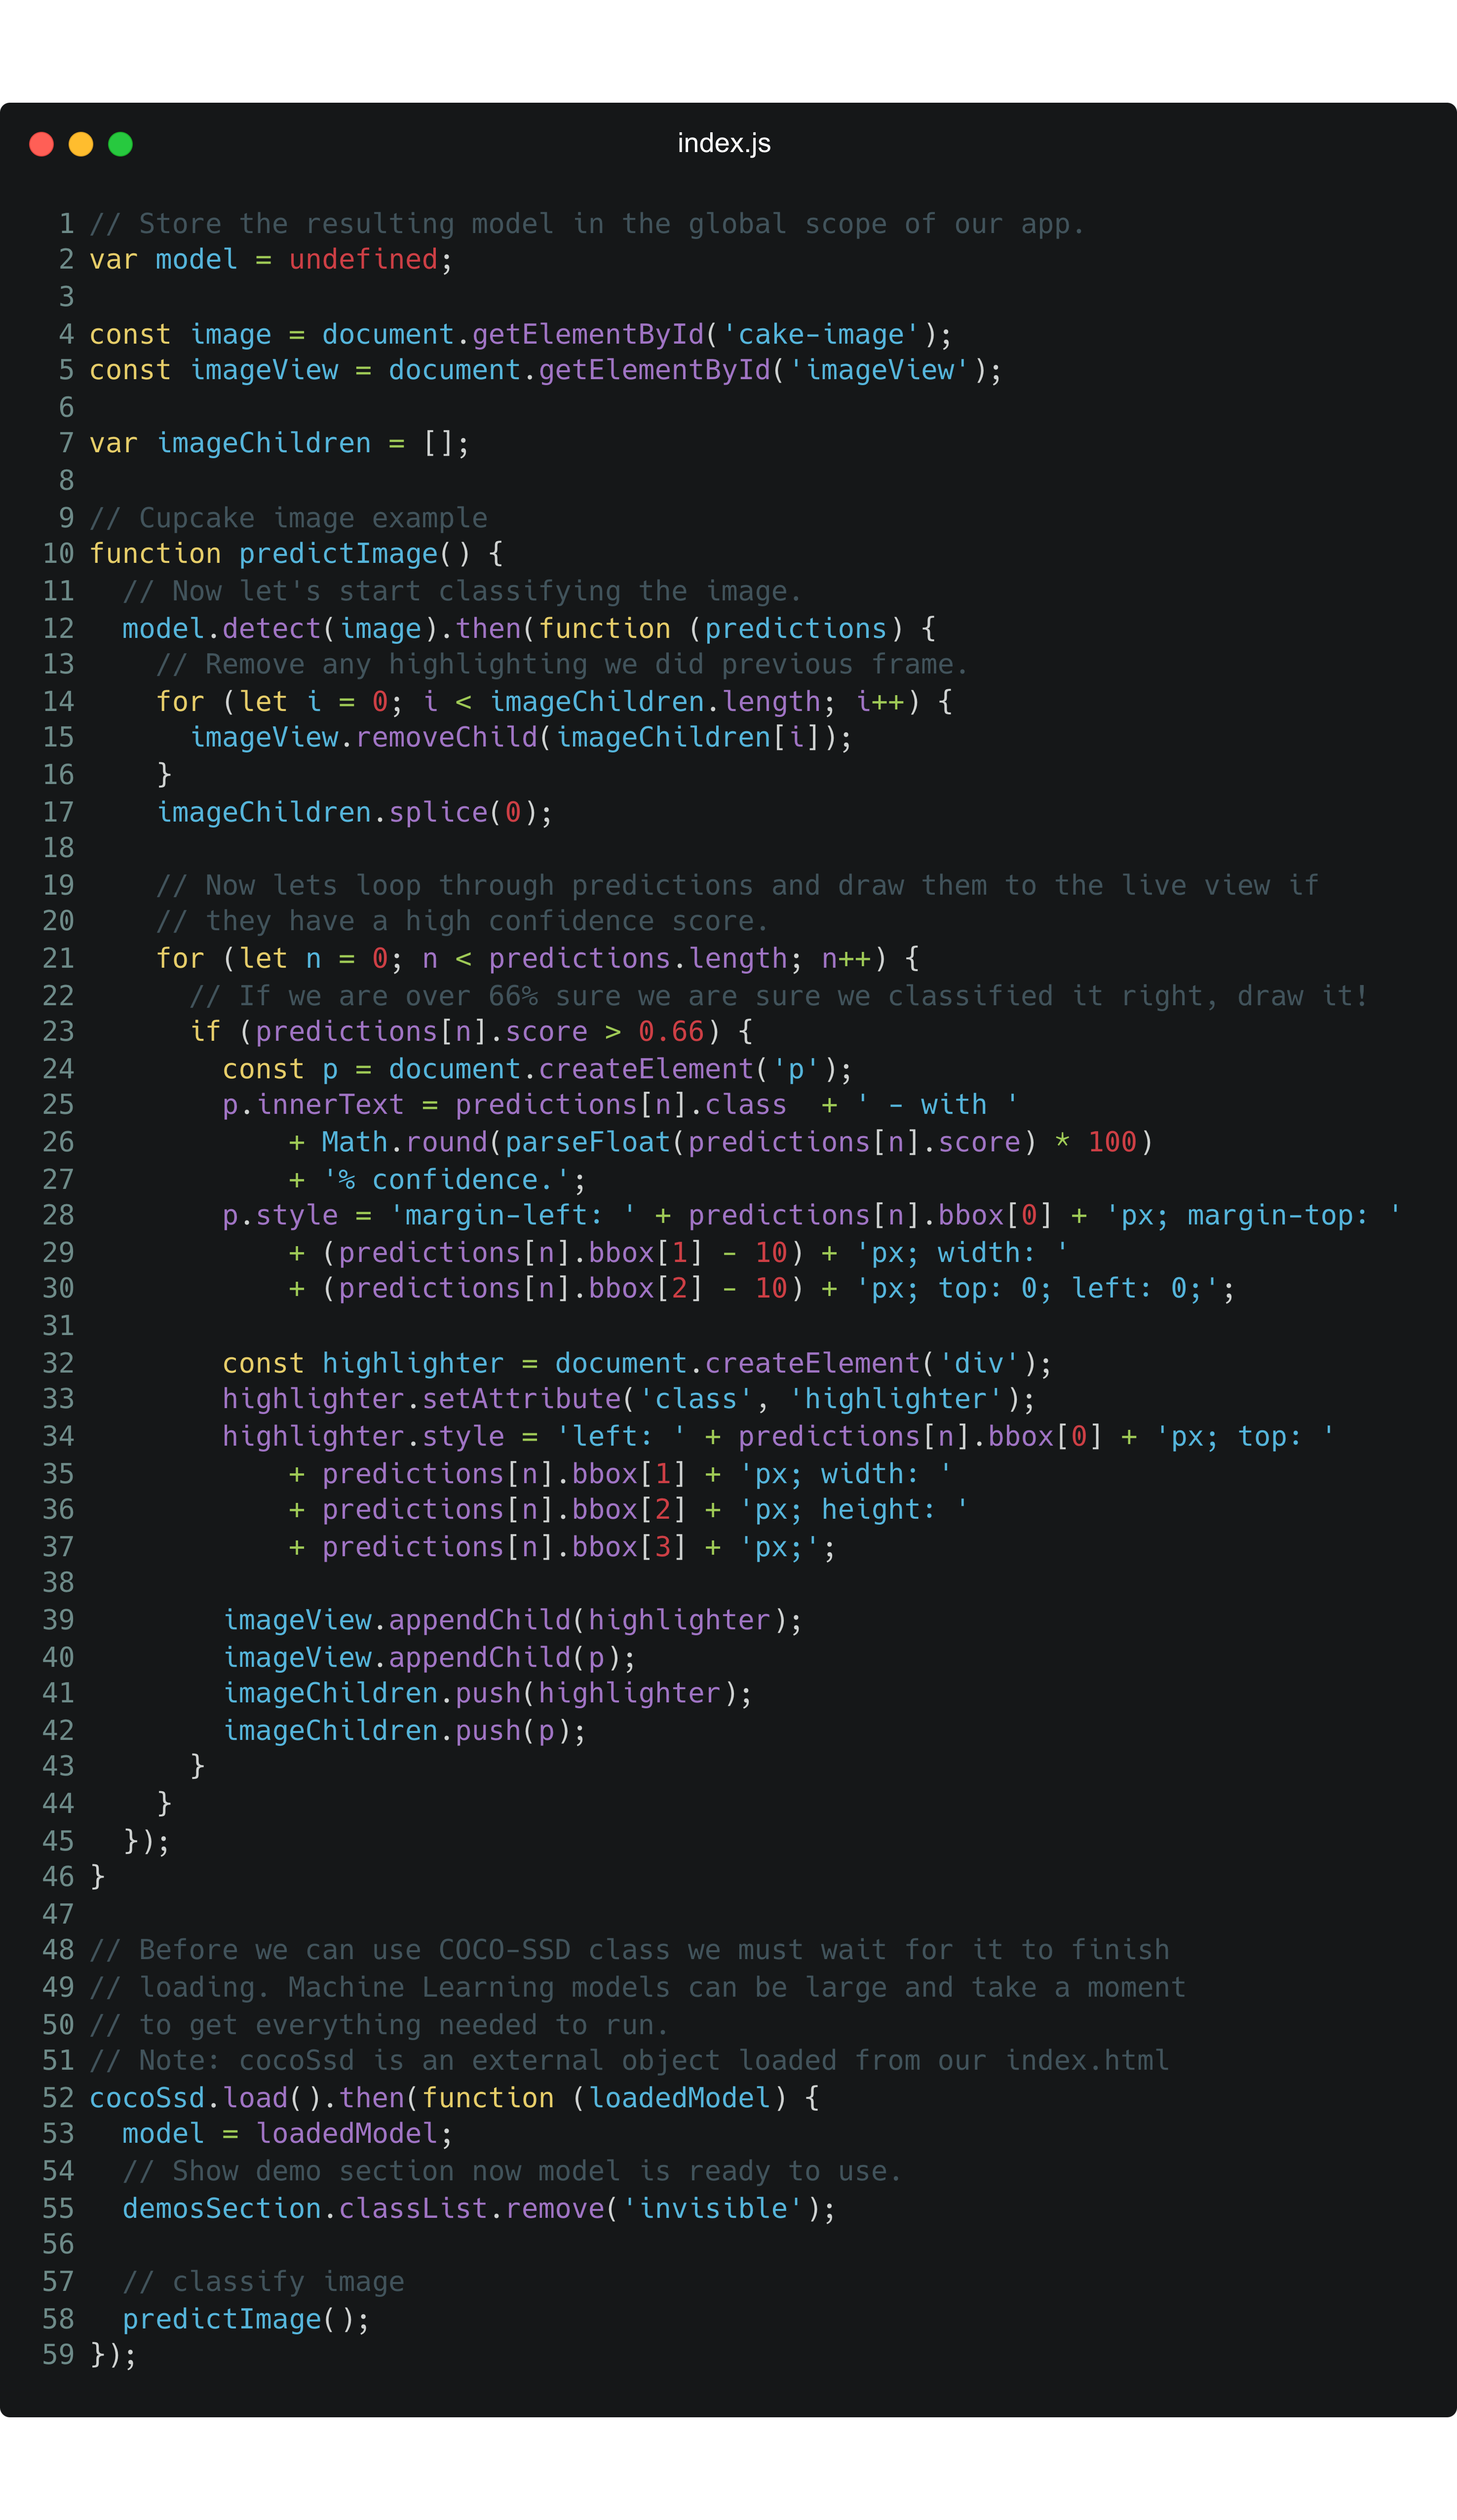 index.js
1 // Store the resulting model in the global scope of our app.
2 var model = undefined;
3
4 const image = document.getElementById('cake-image');
5 const imageView = document.getElementById('imageView');
6
7 var imageChildren = [];
8
9 // Cupcake image example
10 function predictImage() {
11   // Now let's start classifying the image.
12   model.detect(image).then(function (predictions) {
13     // Remove any highlighting we did previous frame.
14     for (let i = 0; i < imageChildren.length; i++) {
15       imageView.removeChild(imageChildren[i]);
16     }
17     imageChildren.splice(0);
18
19     // Now lets loop through predictions and draw them to the live view if
20     // they have a high confidence score.
21     for (let n = 0; n < predictions.length; n++) {
22       // If we are over 66% sure we are sure we classified it right, draw it!
23       if (predictions[n].score > 0.66) {
24         const p = document.createElement('p');
25         p.innerText = predictions[n].class  + ' - with '
26             + Math.round(parseFloat(predictions[n].score) * 100)
27             + '% confidence.';
28         p.style = 'margin-left: ' + predictions[n].bbox[0] + 'px; margin-top: '
29             + (predictions[n].bbox[1] - 10) + 'px; width: '
30             + (predictions[n].bbox[2] - 10) + 'px; top: 0; left: 0;';
31
32         const highlighter = document.createElement('div');
33         highlighter.setAttribute('class', 'highlighter');
34         highlighter.style = 'left: ' + predictions[n].bbox[0] + 'px; top: '
35             + predictions[n].bbox[1] + 'px; width: '
36             + predictions[n].bbox[2] + 'px; height: '
37             + predictions[n].bbox[3] + 'px;';
38
39         imageView.appendChild(highlighter);
40         imageView.appendChild(p);
41         imageChildren.push(highlighter);
42         imageChildren.push(p);
43       }
44     }
45   });
46 }
47
48 // Before we can use COCO-SSD class we must wait for it to finish
49 // loading. Machine Learning models can be large and take a moment
50 // to get everything needed to run.
51 // Note: cocoSsd is an external object loaded from our index.html
52 cocoSsd.load().then(function (loadedModel) {
53   model = loadedModel;
54   // Show demo section now model is ready to use.
55   demosSection.classList.remove('invisible');
56
57   // classify image
58   predictImage();
59 });